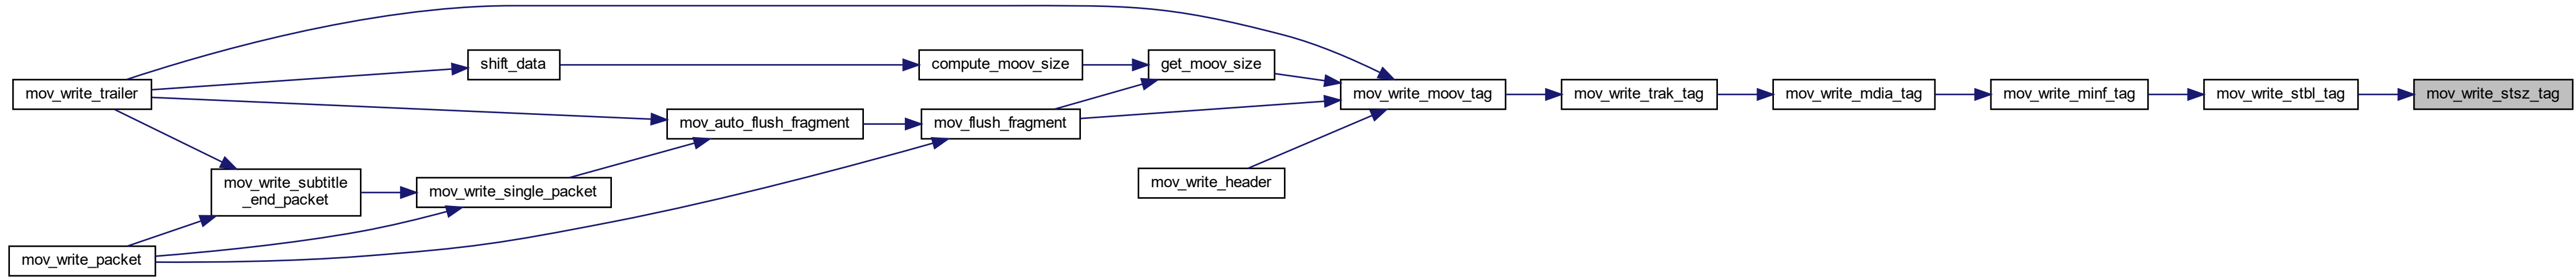 mov_write_trailer
shift_data
compute_moov_size
get_moov_size
mov_write_moov_tag
mov_write_trak_tag
mov_write_mdia_tag
mov_write_minf_tag
mov_write_stbl_tag
mov_write_stsz_tag
mov_auto_flush_fragment
mov_flush_fragment
mov_write_subtitle
_end_packet
mov_write_single_packet
mov_write_header
mov_write_packet